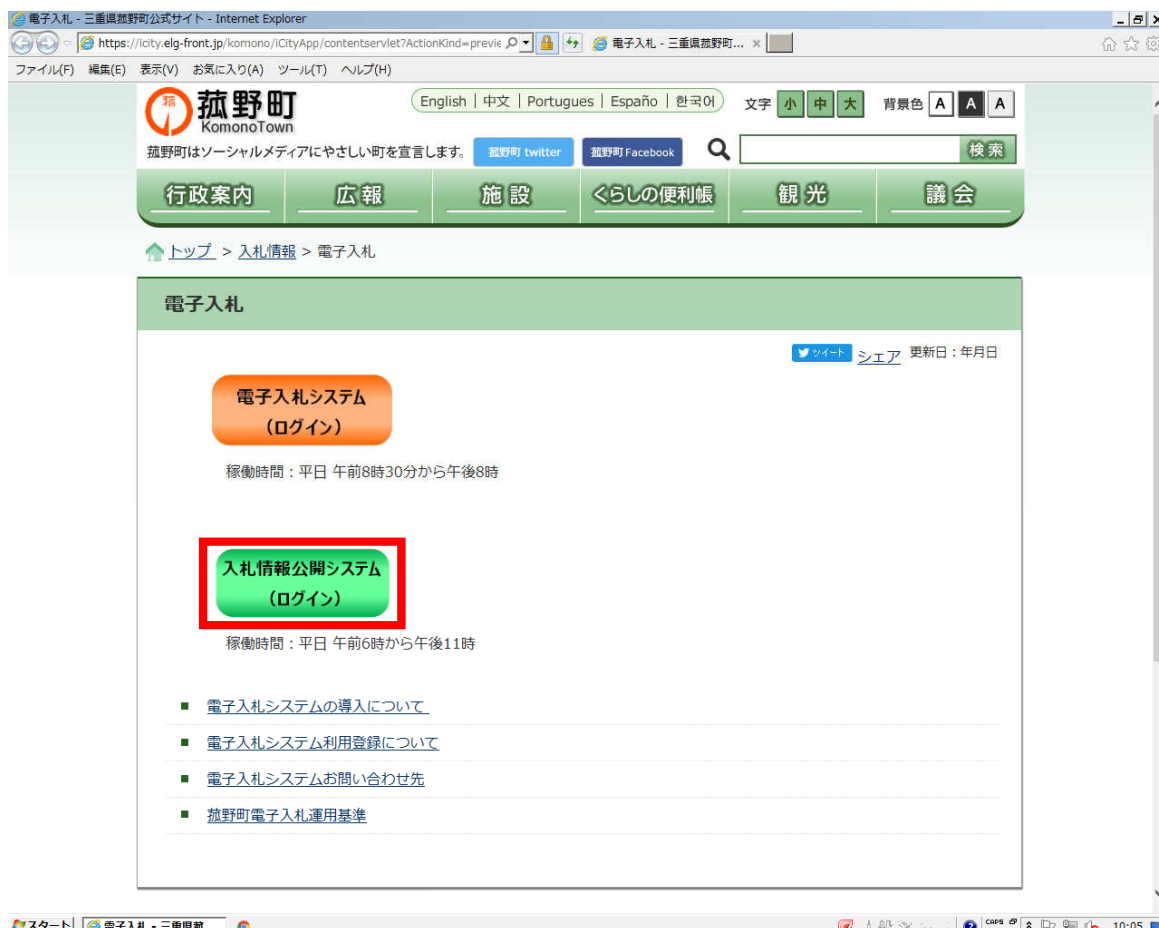 電子入札 - 三重県菰野町公式サイト - Internet Explorer
https://icity.elg-front.jp/komono/iCityApp/contentservlet?ActionKind=previe
電子入札 - 三重県菰野町...
ファイル(F) 編集(E) 表示(V) お気に入り(A) ツール(T) ヘルプ(H)
菰野町
KomonoTown
English | 中文 | Portugues | Españo | 한국어
文字 小 中 大 背景色 A A A
菰野町はソーシャルメディアにやさしい町を宣言します。 菰野町 twitter 菰野町 Facebook 検索
行政案内 広報 施設 くらしの便利帳 観光 議会
トップ > 入札情報 > 電子入札
電子入札
ツイート シェア 更新日：年月日
電子入札システム
（ログイン）
稼働時間：平日 午前8時30分から午後8時
入札情報公開システム
（ログイン）
稼働時間：平日 午前6時から午後11時
電子入札システムの導入について
電子入札システム利用登録について
電子入札システムお問い合わせ先
菰野町電子入札運用基準
スタート 電子入札 - 三重県菰 CAPS 10:05